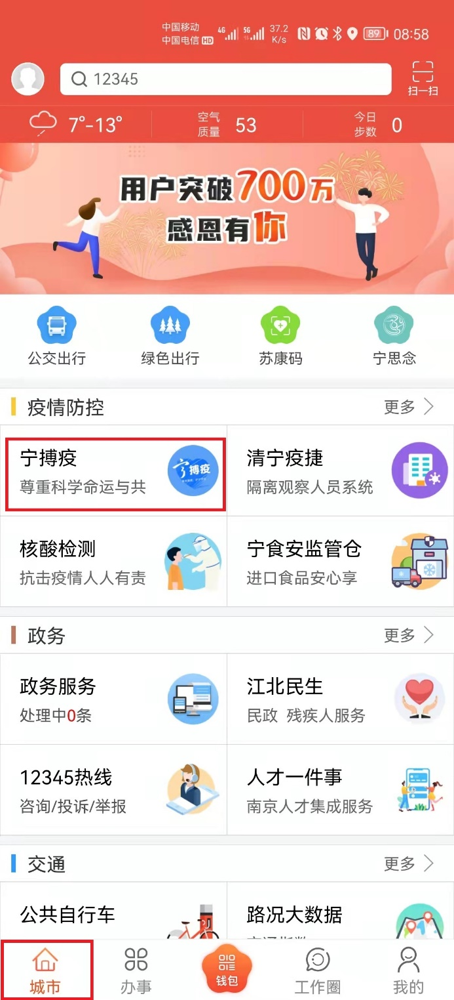 中国移动
中国电信 HD
4G
5G
37.2
K/s
89
08:58
12345
扫一扫
7°-13°
空气
质量
53
今日
步数
0
用户突破700万
感恩有你
公交出行
绿色出行
苏康码
宁思念
疫情防控
更多
宁搏疫
尊重科学命运与共
宁搏疫
清宁疫捷
隔离观察人员系统
核酸检测
抗击疫情人人有责
宁食安监管仓
进口食品安心享
政务
更多
政务服务
处理中0条
江北民生
民政 残疾人服务
12345热线
咨询/投诉/举报
人才一件事
南京人才集成服务
交通
更多
公共自行车
路况大数据
城市
办事
钱包
工作圈
我的